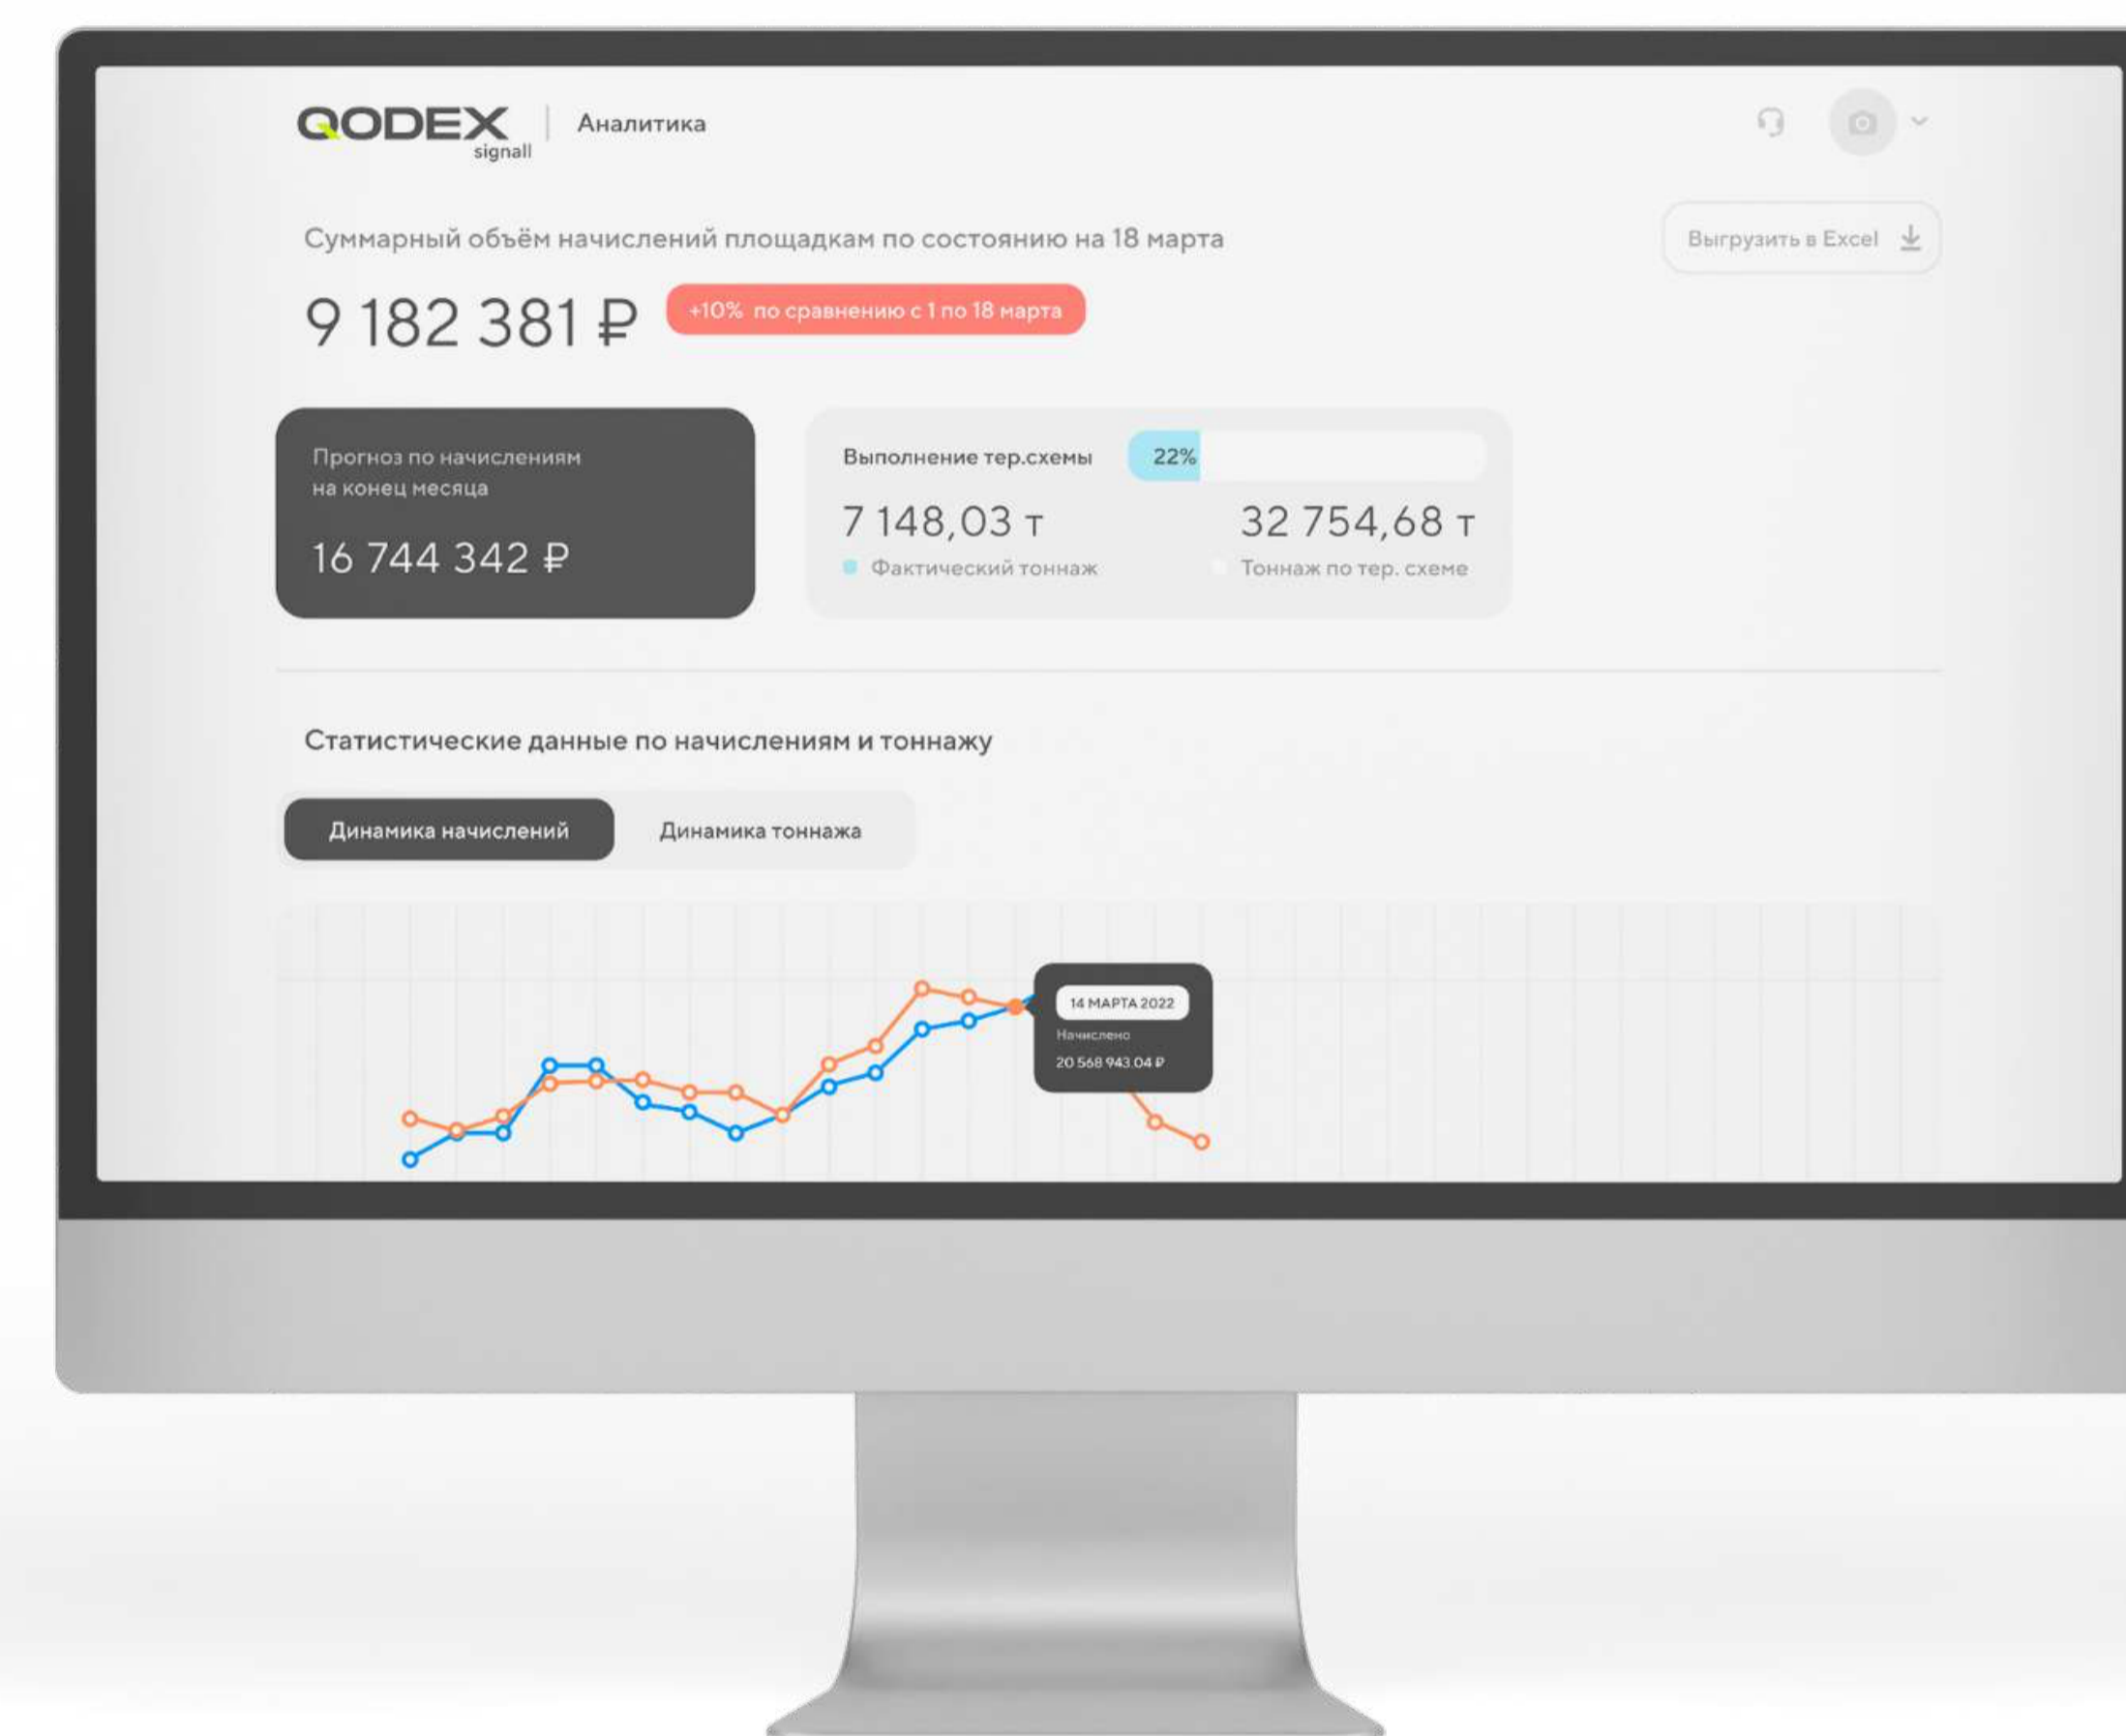 QODEX
signall
Аналитика
Суммарный объём начислений площадкам по состоянию на 18 марта
Выгрузить в Excel
9 182 381 ₽
+10% по сравнению с 1 по 18 марта
Прогноз по начислениям
на конец месяца
16 744 342 ₽
Выполнение тер.схемы
22%
7 148,03 т
32 754,68 т
Фактический тоннаж
Тоннаж по тер. схеме
Статистические данные по начислениям и тоннажу
Динамика начислений
Динамика тоннажа
14 МАРТА 2022
Начислено
20 568 943.04 ₽